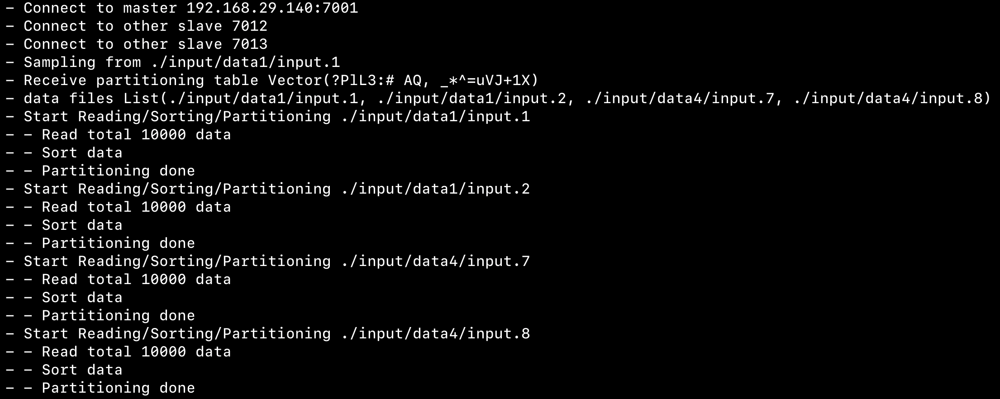 - Connect to master 192.168.29.140:7001
- Connect to other slave 7012
- Connect to other slave 7013
- Sampling from ./input/data1/input.1
- Receive partitioning table Vector(?PlL3:# AQ, _*^=uVJ+1X)
- data files List(./input/data1/input.1, ./input/data1/input.2, ./input/data4/input.7, ./input/data4/input.8)
- Start Reading/Sorting/Partitioning ./input/data1/input.1
- - Read total 10000 data
- - Sort data
- - Partitioning done
- Start Reading/Sorting/Partitioning ./input/data1/input.2
- - Read total 10000 data
- - Sort data
- - Partitioning done
- Start Reading/Sorting/Partitioning ./input/data4/input.7
- - Read total 10000 data
- - Sort data
- - Partitioning done
- Start Reading/Sorting/Partitioning ./input/data4/input.8
- - Read total 10000 data
- - Sort data
- - Partitioning done